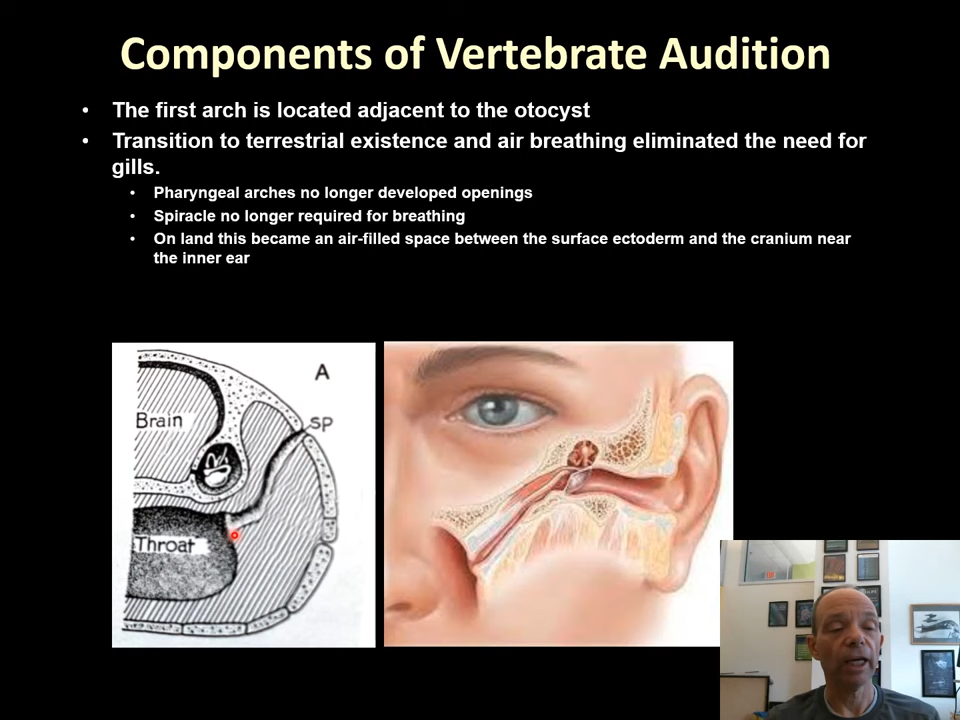 Components of Vertebrate Audition
• The first arch is located adjacent to the otocyst
• Transition to terrestrial existence and air breathing eliminated the need for
gills.
• Pharyngeal arches no longer developed openings
• Spiracle no longer required for breathing
• On land this became an air-filled space between the surface ectoderm and the cranium near
the inner ear
A
Brain
SP
Throat